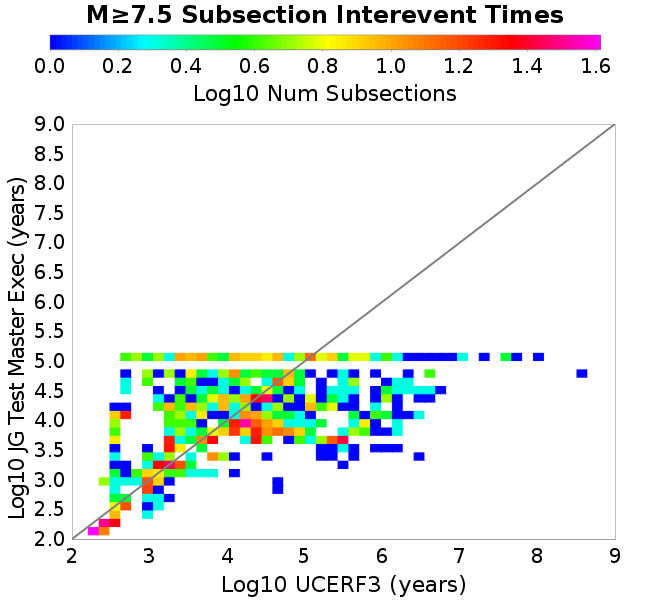 M≥7.5 Subsection Interevent Times
0.0 0.2 0.4 0.6 0.8 1.0 1.2 1.4 1.6
Log10 Num Subsections
9.0
8.5
8.0
7.5
7.0
6.5
6.0
5.5
5.0
4.5
4.0
3.5
3.0
2.5
2.0
Log10 JG Test Master Exec (years)
2 3 4 5 6 7 8 9
Log10 UCERF3 (years)